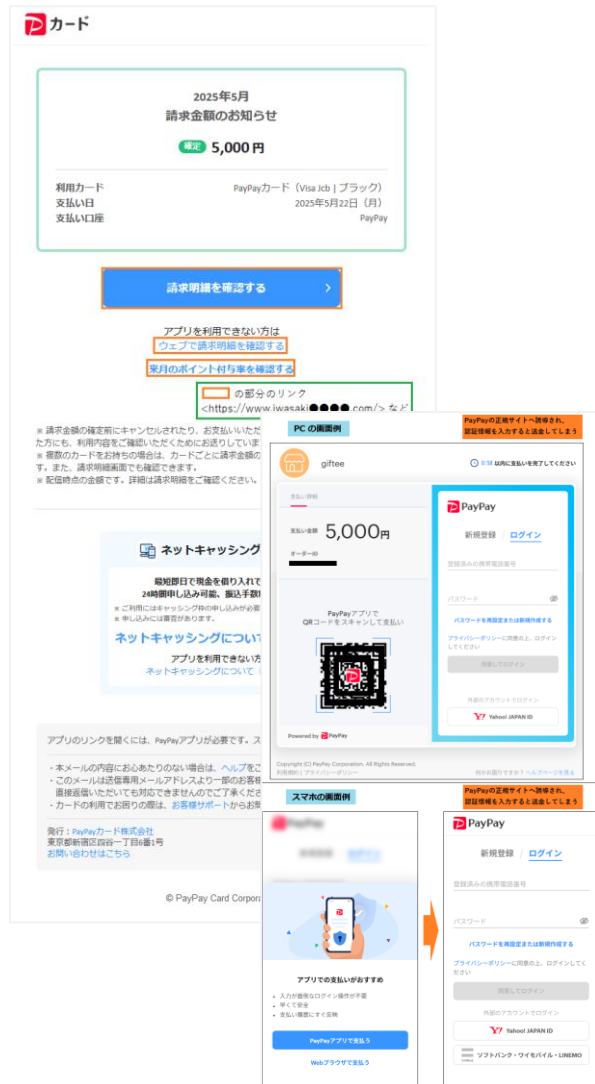 カード
2025年5月
請求金額のお知らせ
確定 5,000 円
利用カード PayPayカード（Visa Jcb | ブラック）
支払い日 2025年5月22日（月）
支払い口座 PayPay
請求明細を確認する
アプリを利用できない方は
ウェブで請求明細を確認する
来月のポイント付与率を確認する
の部分のリンク
<https://www.iwasaki●●●●.com/> など
※ 請求金額の確定前にキャンセルされたり、お支払いいただ
た方にも、利用内容をご確認いただくためにお送りしていま
※ 複数のカードをお持ちの場合は、カードごとに請求金額の
す。また、請求明細画面でも確認できます。
※ 配信時点の金額です。詳細は請求明細をご確認ください。
ネットキャッシング
最短即日で現金を借り入れで
24時間申し込み可能、振込手数
※ ご利用にはキャッシング枠の申し込みが必要
※ 申し込みには審査があります。
ネットキャッシングについて
アプリを利用できない方
ネットキャッシングについて
アプリのリンクを開くには、PayPayアプリが必要です。ス
・本メールの内容にお心あたりのない場合は、ヘルプをご
・このメールは送信専用メールアドレスより一部のお客様
直接返信いただいても対応できませんのでご了承くださ
・カードの利用でお困りの際は、お客様サポートからお問
発行：PayPayカード株式会社
東京都新宿区四谷一丁目6番1号
お問い合わせはこちら
© PayPay Card Corpora
PC の画面例
PayPayの正規サイトへ誘導され、
認証情報を入力すると送金してしまう
giftee
以内に支払いを完了してください
支払い詳細
支払い金額 5,000円
オーダーID
PayPayアプリで
QRコードをスキャンして支払い
Powered by PayPay
PayPay
新規登録 | ログイン
登録済みの携帯電話番号
パスワード
パスワードを再設定または新規作成する
プライバシーポリシーに同意の上、ログイン
してください
同意してログイン
外部のアカウントでログイン
Yahoo! JAPAN ID
Copyright (C) PayPay Corporation. All Rights Reserved.
利用規約 | プライバシーポリシー
何かお困りですか？ ヘルプページを見る
スマホの画面例
PayPayの正規サイトへ誘導され、
認証情報を入力すると送金してしまう
アプリでの支払いがおすすめ
• 入力が面倒なログイン操作が不要
• 早くて安全
• 支払い履歴にすぐ反映
PayPayアプリで支払う
Webブラウザで支払う
PayPay
新規登録 / ログイン
登録済みの携帯電話番号
パスワード
パスワードを再設定または新規作成する
プライバシーポリシーに同意の上、ログインしてく
ださい
同意してログイン
外部のアカウントでログイン
Yahoo! JAPAN ID
ソフトバンク・ワイモバイル・LINEMO